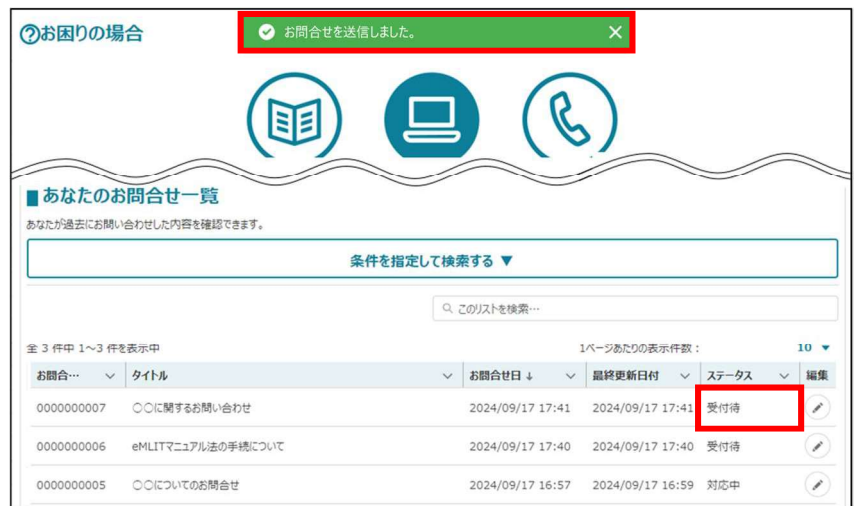 ?お困りの場合
お問合せを送信しました。
■あなたのお問合せ一覧
あなたが過去にお問い合わせした内容を確認できます。
条件を指定して検索する ▼
このリストを検索…
全 3 件中 1～3 件を表示中 1ページあたりの表示件数： 10 ▼
お問合… タイトル お問合せ日 ↓ 最終更新日付 ステータス 編集
0000000007 〇〇に関するお問い合わせ 2024/09/17 17:41 2024/09/17 17:41 受付待
0000000006 eMLITマニュアル法の手続について 2024/09/17 17:40 2024/09/17 17:40 受付待
0000000005 〇〇についてのお問合せ 2024/09/17 16:57 2024/09/17 16:59 対応中